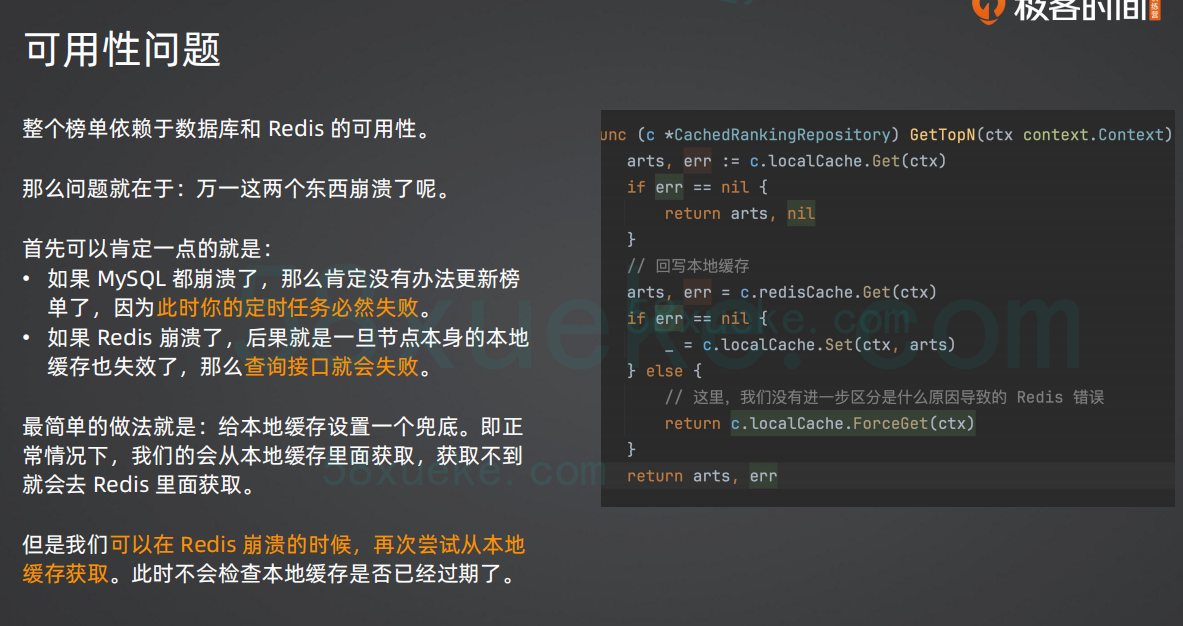 极客时间
可用性问题
整个榜单依赖于数据库和 Redis 的可用性。
那么问题就在于：万一这两个东西崩溃了呢。
首先可以肯定一点的就是：
• 如果 MySQL 都崩溃了，那么肯定没有办法更新榜
单了，因为此时你的定时任务必然失败。
• 如果 Redis 崩溃了，后果就是一旦节点本身的本地
缓存也失效了，那么查询接口就会失败。
最简单的做法就是：给本地缓存设置一个兜底。即正
常情况下，我们的会从本地缓存里面获取，获取不到
就会去 Redis 里面获取。
但是我们可以在 Redis 崩溃的时候，再次尝试从本地
缓存获取。此时不会检查本地缓存是否已经过期了。
unc (c *CachedRankingRepository) GetTopN(ctx context.Context)
arts, err := c.localCache.Get(ctx)
if err == nil {
return arts, nil
}
// 回写本地缓存
arts, err = c.redisCache.Get(ctx)
if err == nil {
_ = c.localCache.Set(ctx, arts)
} else {
// 这里，我们没有进一步区分是什么原因导致的 Redis 错误
return c.localCache.ForceGet(ctx)
}
return arts, err
58xueke.com